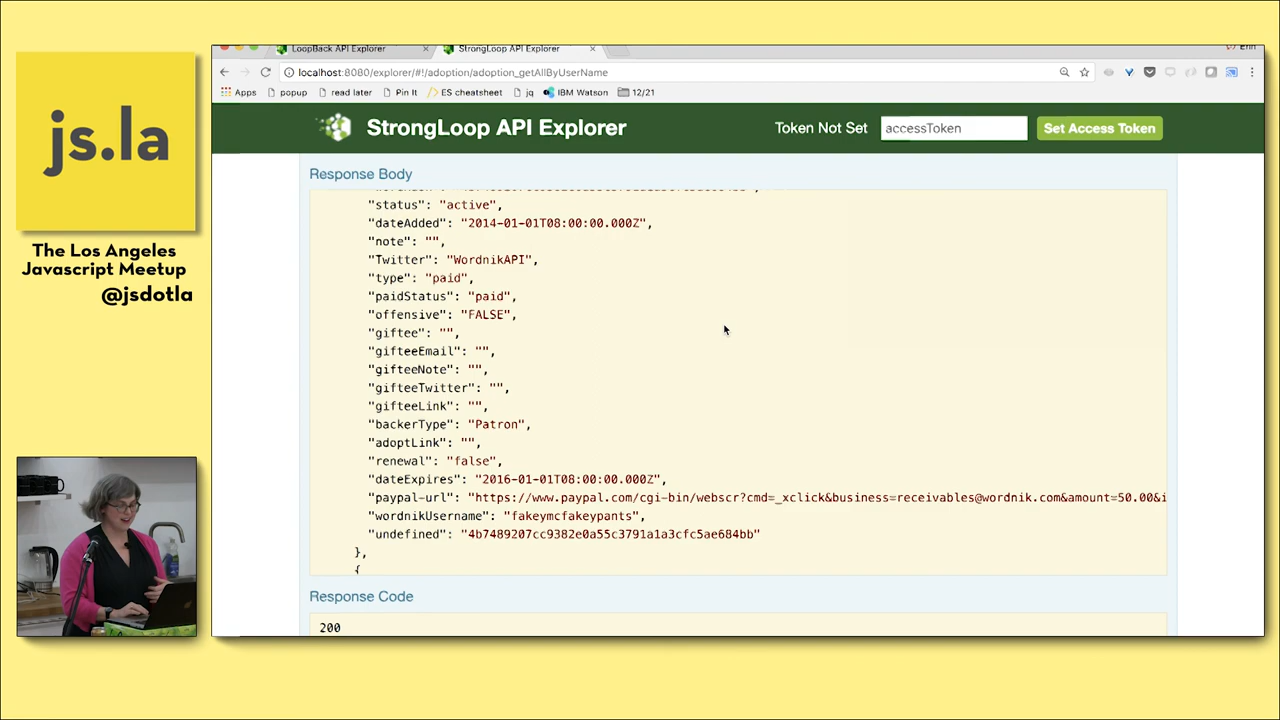 js.la
The Los Angeles
Javascript Meetup
@jsdotla
LoopBack API Explorer
StrongLoop API Explorer
Erin
localhost:8080/explorer/#!/adoption/adoption_getAllByUserName
Apps popup read later Pin It ES cheatsheet jq IBM Watson 12/21
StrongLoop API Explorer
Token Not Set
accessToken
Set Access Token
Response Body
"status": "active",
"dateAdded": "2014-01-01T08:00:00.000Z",
"note": "",
"Twitter": "WordnikAPI",
"type": "paid",
"paidStatus": "paid",
"offensive": "FALSE",
"giftee": "",
"gifteeEmail": "",
"gifteeNote": "",
"gifteeTwitter": "",
"gifteeLink": "",
"backerType": "Patron",
"adoptLink": "",
"renewal": "false",
"dateExpires": "2016-01-01T08:00:00.000Z",
"paypal-url": "https://www.paypal.com/cgi-bin/webscr?cmd=_xclick&business=receivables@wordnik.com&amount=50.00&i
"wordnikUsername": "fakeymcfakeypants",
"undefined": "4b7489207cc9382e0a55c3791a1a3cfc5ae684bb"
},
{
Response Code
200